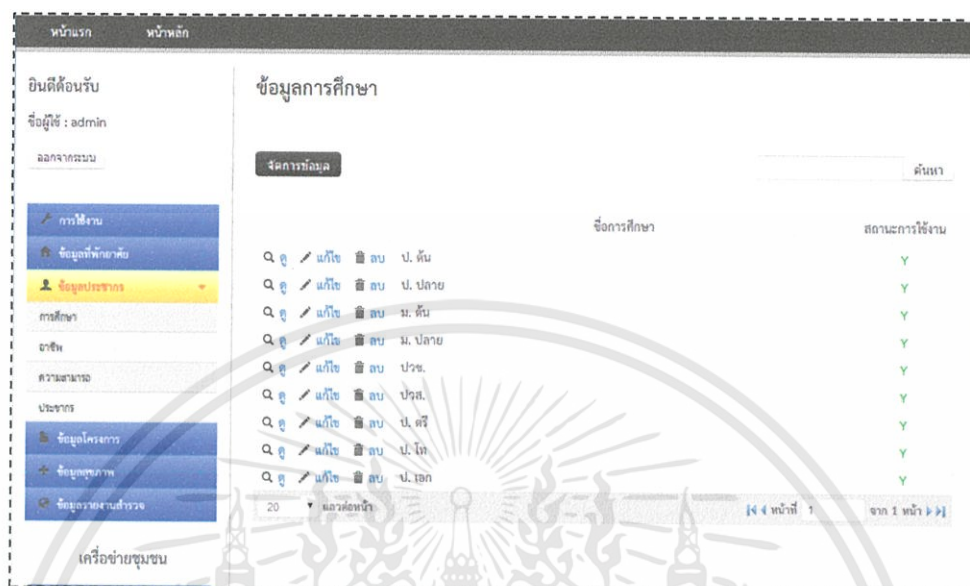 หน้าแรก หน้าหลัก
ยินดีต้อนรับ
ชื่อผู้ใช้ : admin
ออกจากระบบ
การใช้งาน
ข้อมูลที่พักอาศัย
ข้อมูลประชากร
การศึกษา
อาชีพ
ความสามารถ
ประชากร
ข้อมูลโครงการ
ข้อมูลสุขภาพ
ข้อมูลรายงานสำรวจ
เครือข่ายชุมชน
ข้อมูลการศึกษา
จัดการข้อมูล ค้นหา
ชื่อการศึกษา สถานะการใช้งาน
ดู แก้ไข ลบ ป. ต้น Y
ดู แก้ไข ลบ ป. ปลาย Y
ดู แก้ไข ลบ ม. ต้น Y
ดู แก้ไข ลบ ม. ปลาย Y
ดู แก้ไข ลบ ปวช. Y
ดู แก้ไข ลบ ปวส. Y
ดู แก้ไข ลบ ป. ตรี Y
ดู แก้ไข ลบ ป. โท Y
ดู แก้ไข ลบ ป. เอก Y
20 แถวต่อหน้า หน้าที่ 1 จาก 1 หน้า